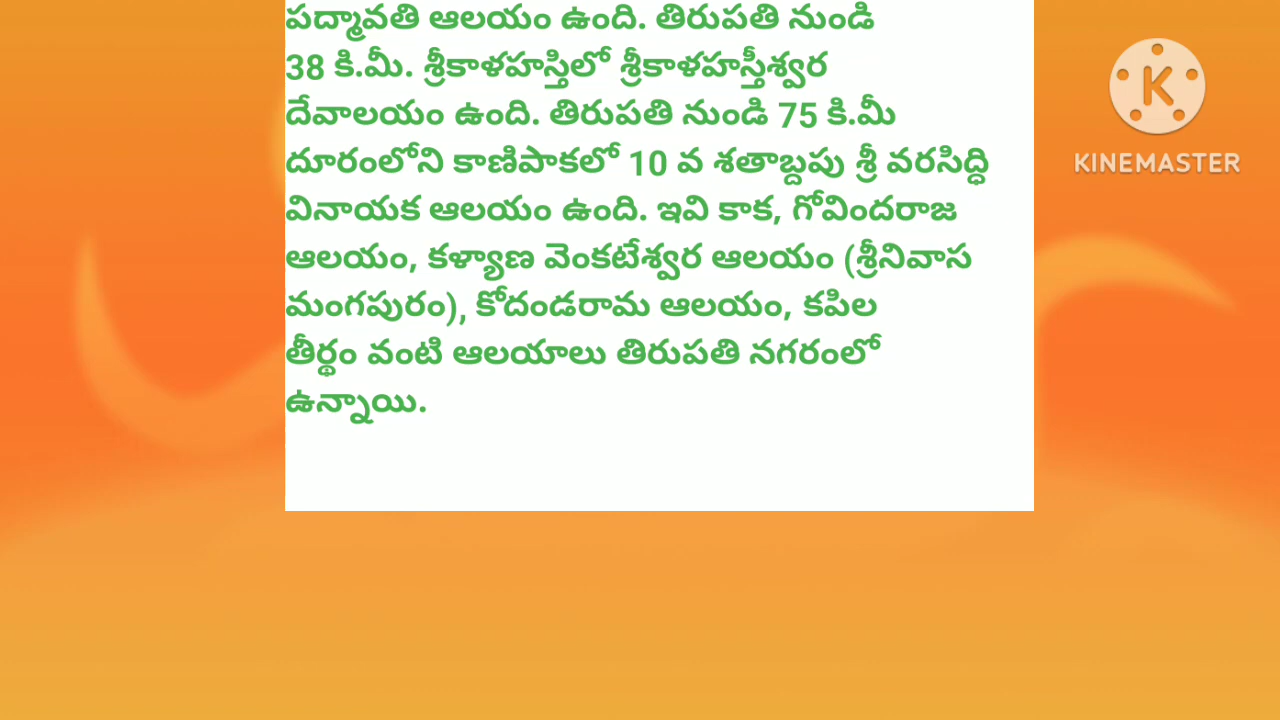 పద్మావతి ఆలయం ఉంది. తిరుపతి నుండి
38 కి.మీ. శ్రీకాళహస్తిలో శ్రీకాళహస్తీశ్వర
దేవాలయం ఉంది. తిరుపతి నుండి 75 కి.మీ
దూరంలోని కాణిపాకలో 10 వ శతాబ్దపు శ్రీ వరసిద్ధి
వినాయక ఆలయం ఉంది. ఇవి కాక, గోవిందరాజ
ఆలయం, కళ్యాణ వెంకటేశ్వర ఆలయం (శ్రీనివాస
మంగపురం), కోదండరామ ఆలయం, కపిల
తీర్థం వంటి ఆలయాలు తిరుపతి నగరంలో
ఉన్నాయి.
K
KINEMASTER